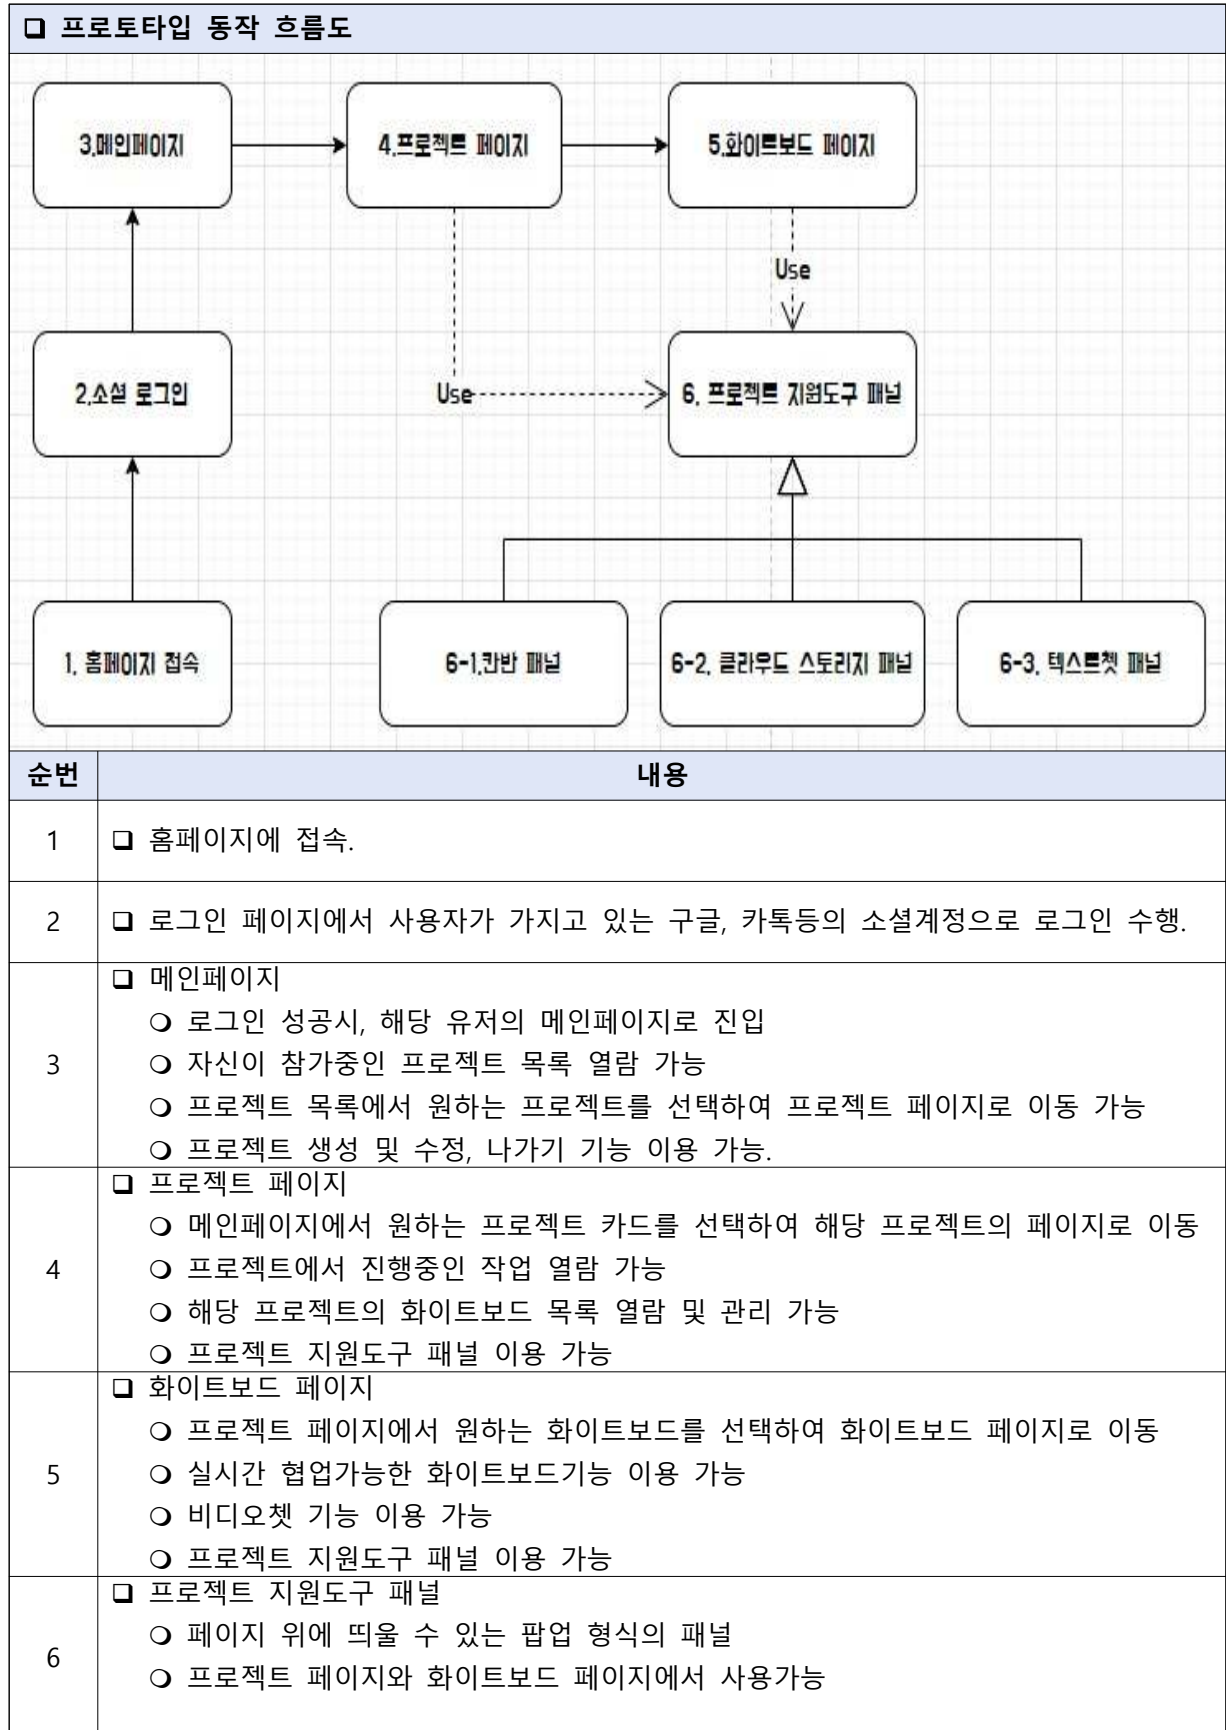 ❑ 프로토타입 동작 흐름도
3.메인페이지
4.프로젝트 페이지
5.화이트보드 페이지
Use
2.소셜 로그인
Use
6. 프로젝트 지원도구 패널
1. 홈페이지 접속
6-1.칸반 패널
6-2.클라우드 스토리지 패널
6-3. 텍스트챗 패널
순번 내용
1 ❑ 홈페이지에 접속.
2 ❑ 로그인 페이지에서 사용자가 가지고 있는 구글, 카톡등의 소셜계정으로 로그인 수행.
3 ❑ 메인페이지
❍ 로그인 성공시, 해당 유저의 메인페이지로 진입
❍ 자신이 참가중인 프로젝트 목록 열람 가능
❍ 프로젝트 목록에서 원하는 프로젝트를 선택하여 프로젝트 페이지로 이동 가능
❍ 프로젝트 생성 및 수정, 나가기 기능 이용 가능.
4 ❑ 프로젝트 페이지
❍ 메인페이지에서 원하는 프로젝트 카드를 선택하여 해당 프로젝트의 페이지로 이동
❍ 프로젝트에서 진행중인 작업 열람 가능
❍ 해당 프로젝트의 화이트보드 목록 열람 및 관리 가능
❍ 프로젝트 지원도구 패널 이용 가능
5 ❑ 화이트보드 페이지
❍ 프로젝트 페이지에서 원하는 화이트보드를 선택하여 화이트보드 페이지로 이동
❍ 실시간 협업가능한 화이트보드기능 이용 가능
❍ 비디오쳇 기능 이용 가능
❍ 프로젝트 지원도구 패널 이용 가능
6 ❑ 프로젝트 지원도구 패널
❍ 페이지 위에 띄울 수 있는 팝업 형식의 패널
❍ 프로젝트 페이지와 화이트보드 페이지에서 사용가능